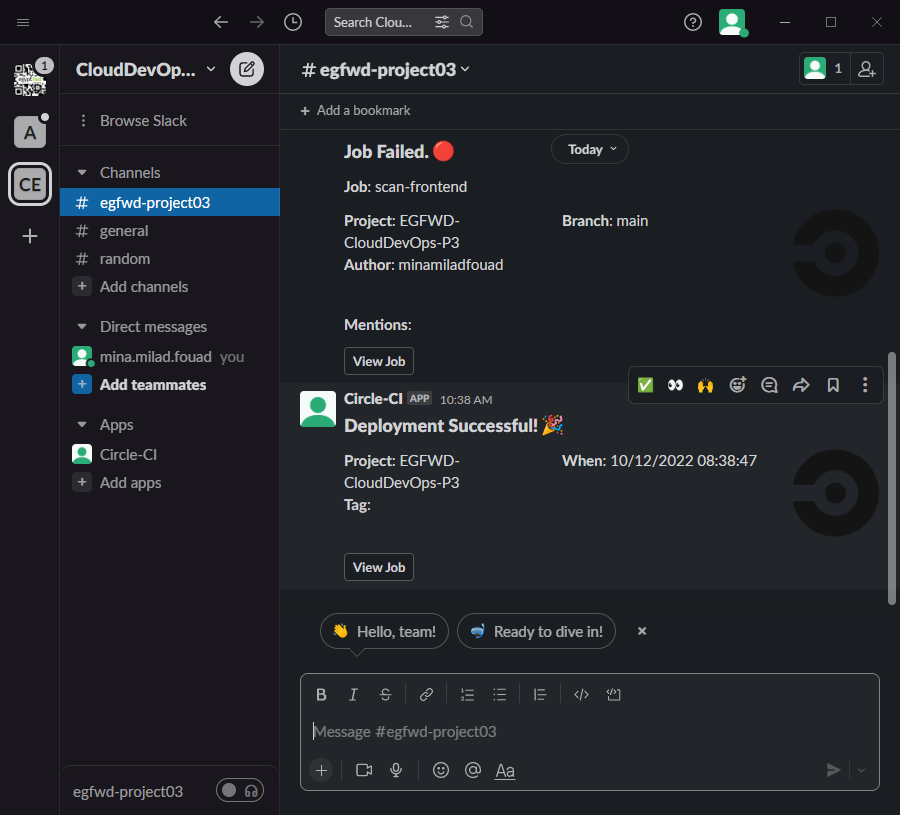 Search Clou...
1
CloudDevOp...
A
CE
Browse Slack
Channels
# egfwd-project03
# general
# random
+ Add channels
Direct messages
mina.milad.fouad you
+ Add teammates
Apps
Circle-CI
+ Add apps
egfwd-project03
# egfwd-project03
1
+ Add a bookmark
Today
Job Failed. 🔴
Job: scan-frontend
Project: EGFWD-
CloudDevOps-P3
Branch: main
Author: minamiladfouad
Mentions:
View Job
Circle-CI APP 10:38 AM
Deployment Successful! 🎉
Project: EGFWD-
CloudDevOps-P3
When: 10/12/2022 08:38:47
Tag:
View Job
👋 Hello, team!
🤿 Ready to dive in!
B I S
Message #egfwd-project03
Aa